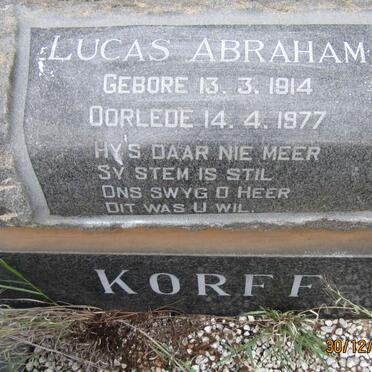 LUCAS ABRAHAM
GEBORE 13. 3. 1914
OORLEDE 14. 4. 1977
HY'S DAAR NIE MEER
SY STEM IS STIL
ONS SWYG O HEER
DIT WAS U WIL.
KORFF
30/12/